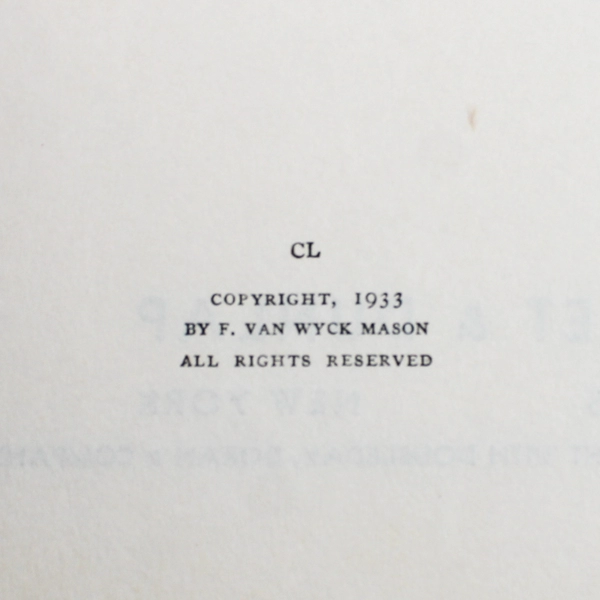 CL
COPYRIGHT, 1933
BY F. VAN WYCK MASON
ALL RIGHTS RESERVED